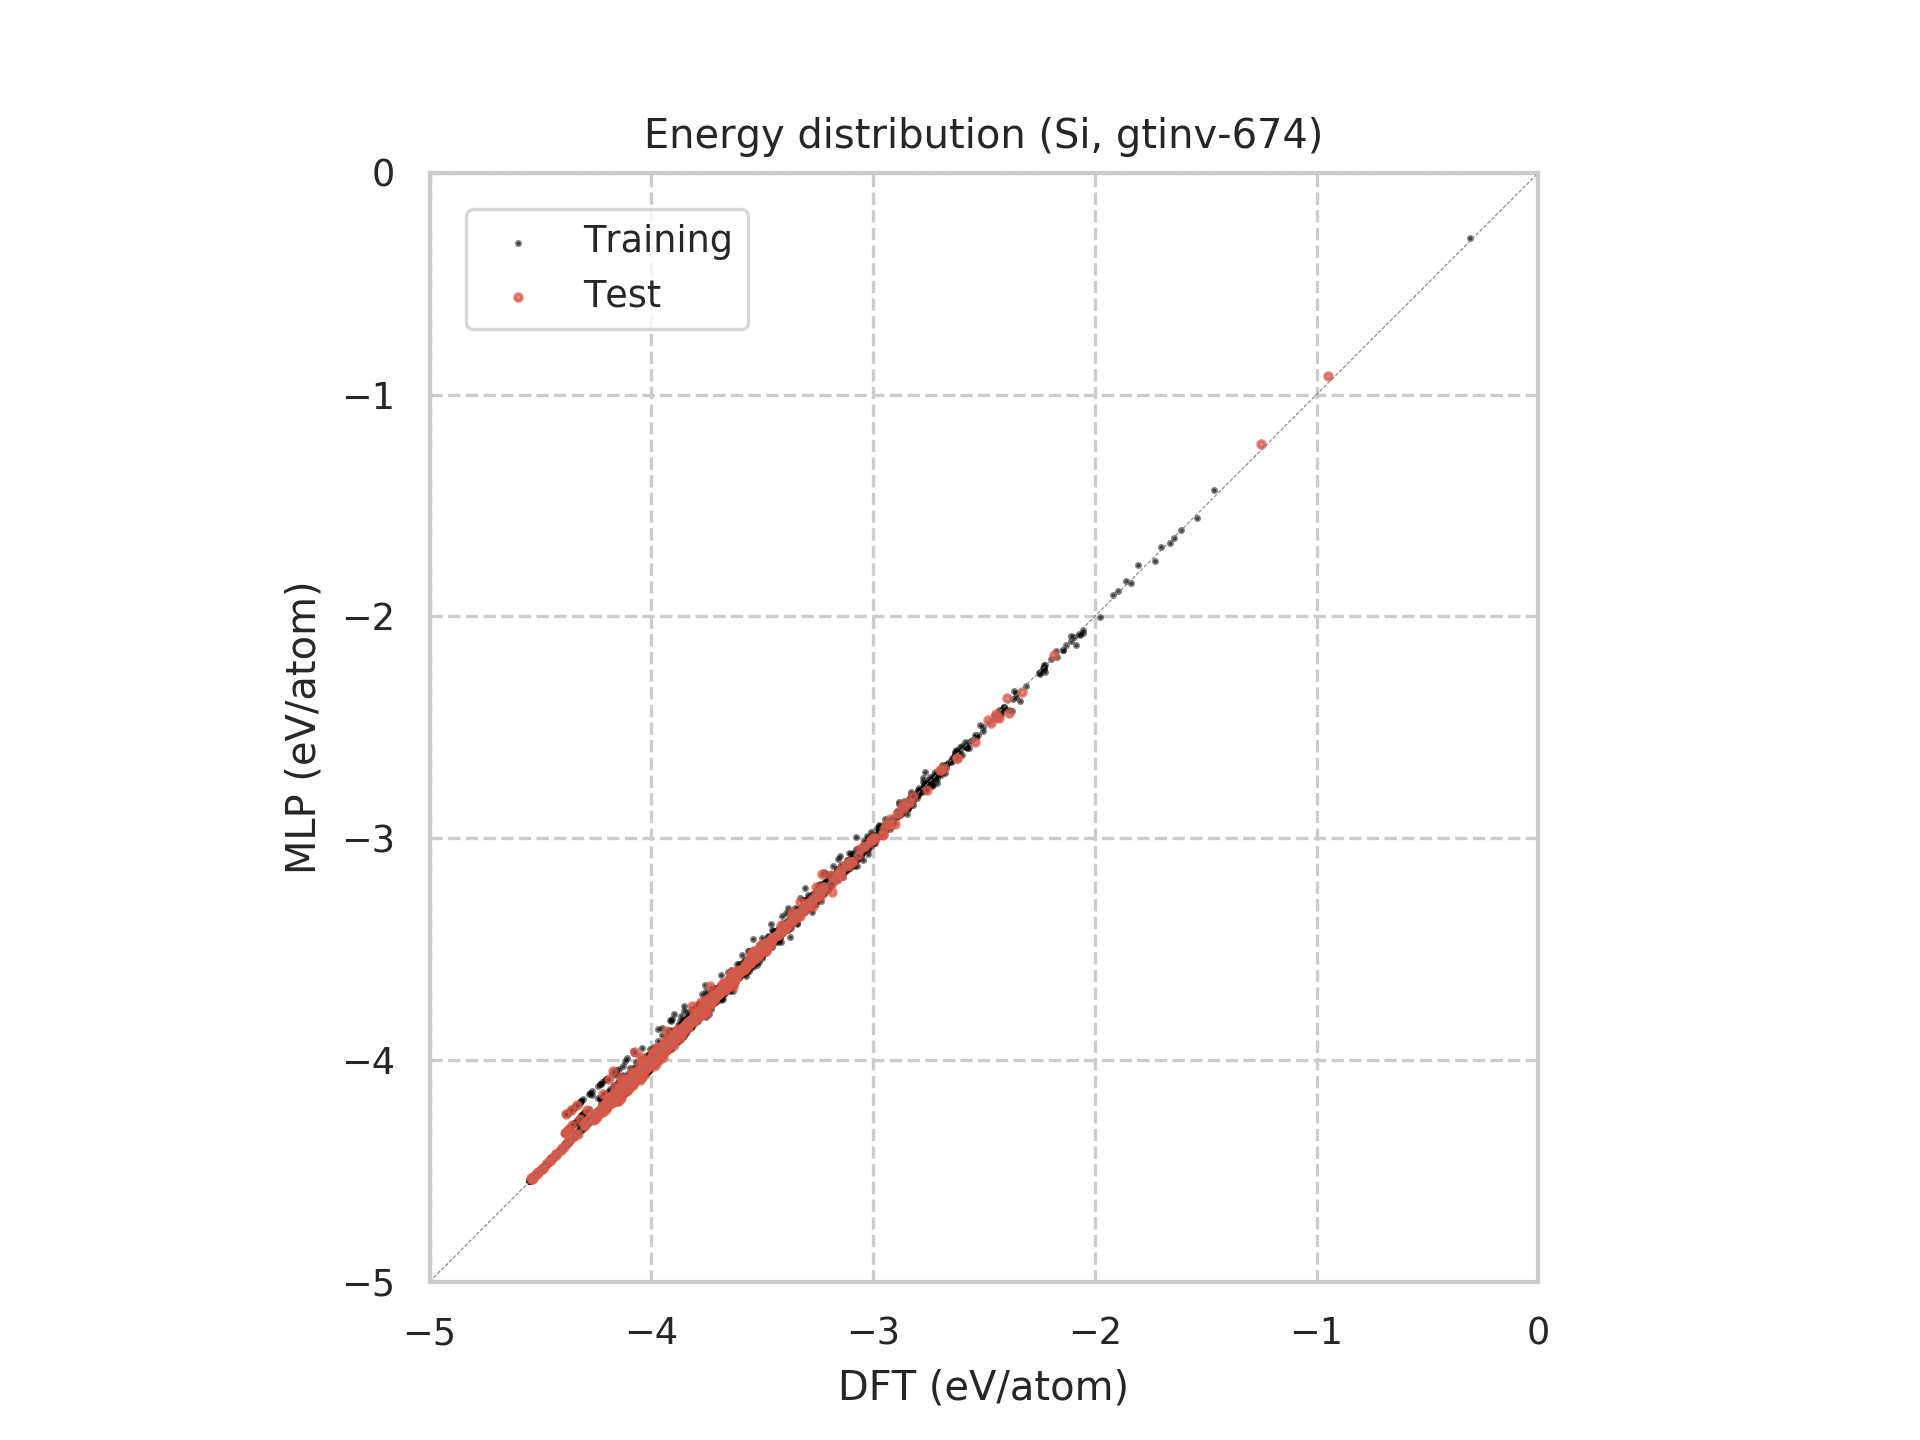 Energy distribution (Si, gtinv-674)
0
−1
−2
−3
−4
−5
MLP (eV/atom)
Training
Test
−5 −4 −3 −2 −1 0
DFT (eV/atom)